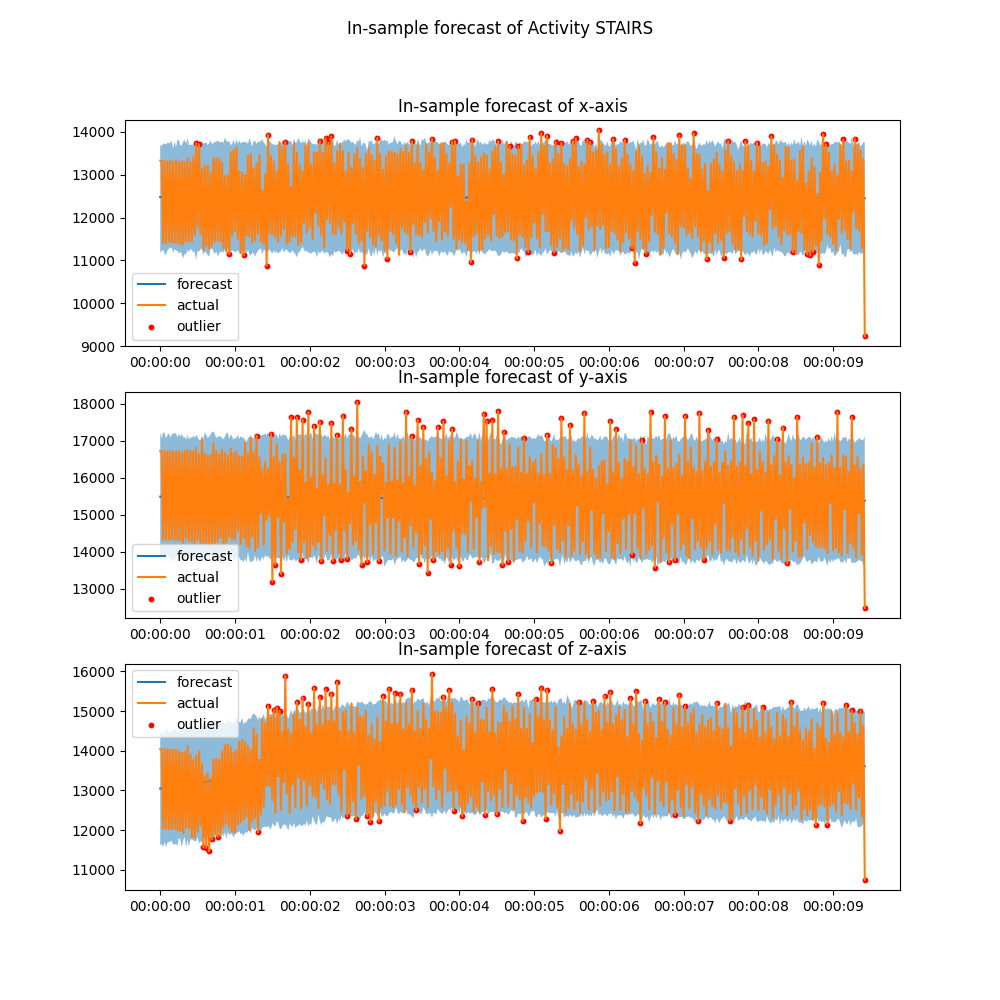 In-sample forecast of Activity STAIRS
In-sample forecast of x-axis
14000
13000
12000
11000
10000
9000
forecast
actual
outlier
00:00:00 00:00:01 00:00:02 00:00:03 00:00:04 00:00:05 00:00:06 00:00:07 00:00:08 00:00:09
In-sample forecast of y-axis
18000
17000
16000
15000
14000
13000
forecast
actual
outlier
00:00:00 00:00:01 00:00:02 00:00:03 00:00:04 00:00:05 00:00:06 00:00:07 00:00:08 00:00:09
In-sample forecast of z-axis
16000
15000
14000
13000
12000
11000
forecast
actual
outlier
00:00:00 00:00:01 00:00:02 00:00:03 00:00:04 00:00:05 00:00:06 00:00:07 00:00:08 00:00:09